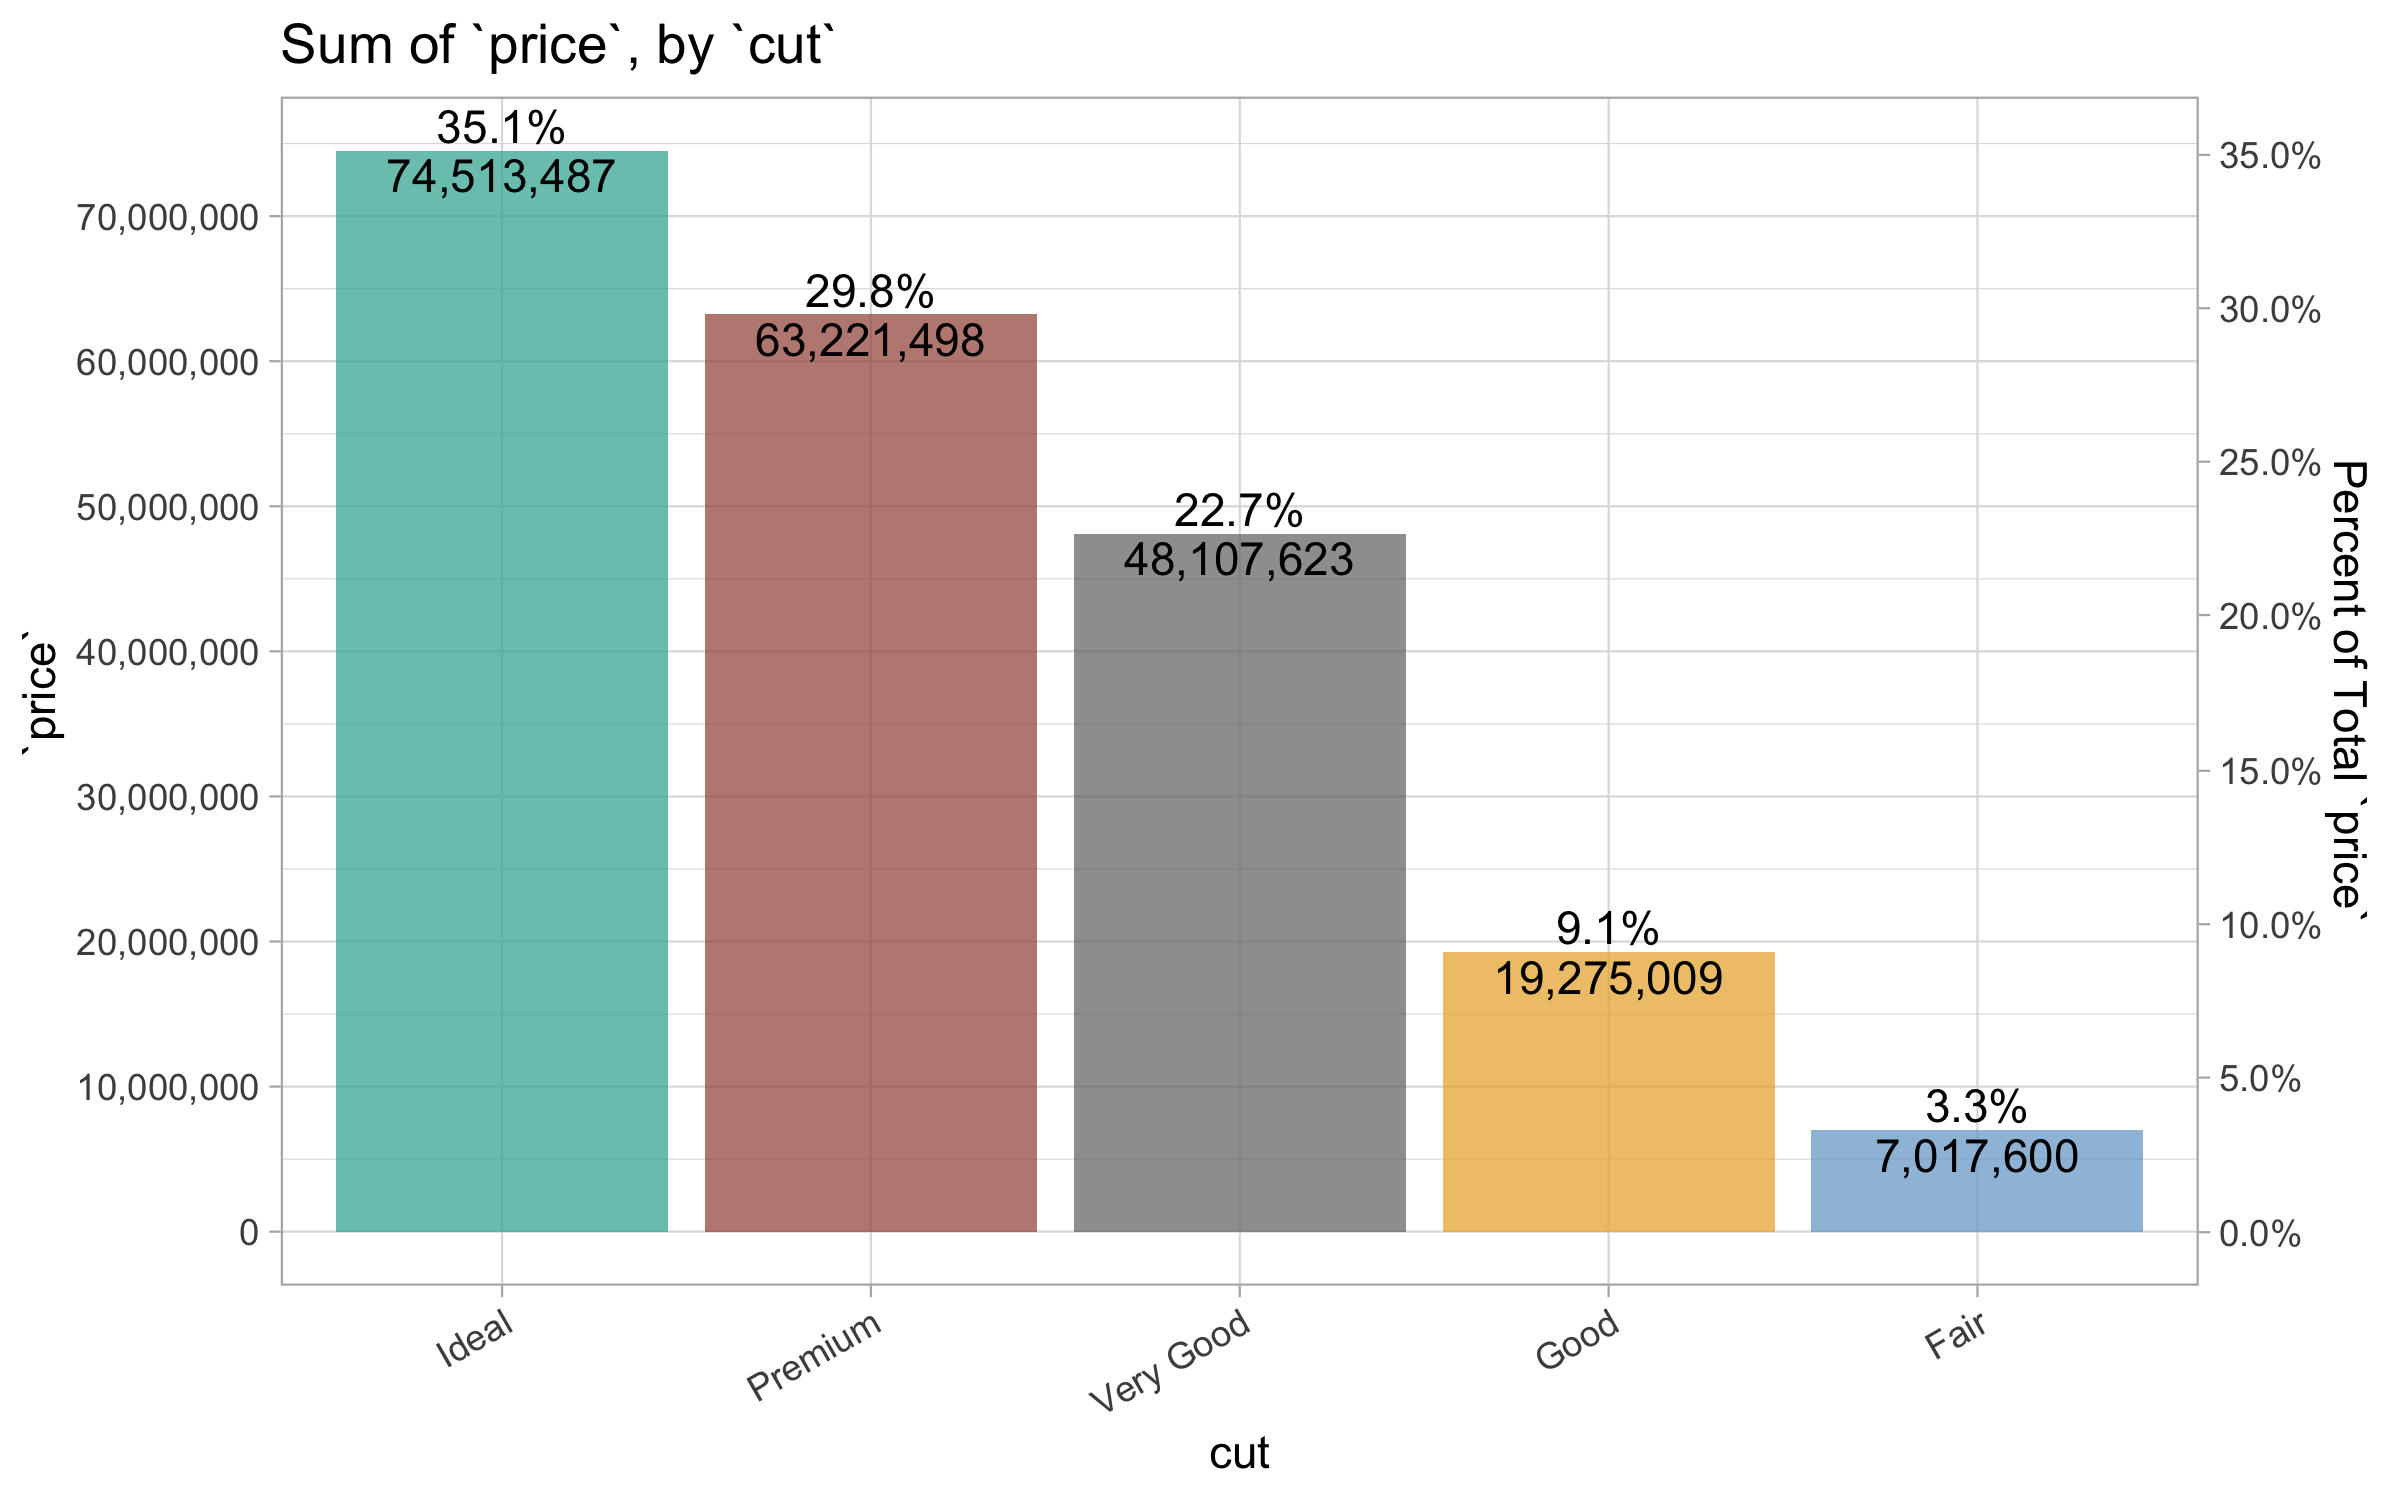 Sum of `price`, by `cut`
35.1%
74,513,487
29.8%
63,221,498
22.7%
48,107,623
9.1%
19,275,009
3.3%
7,017,600
`price`
70,000,000
60,000,000
50,000,000
40,000,000
30,000,000
20,000,000
10,000,000
0
35.0%
30.0%
25.0%
20.0%
15.0%
10.0%
5.0%
0.0%
Percent of Total `price`
Ideal
Premium
Very Good
Good
Fair
cut